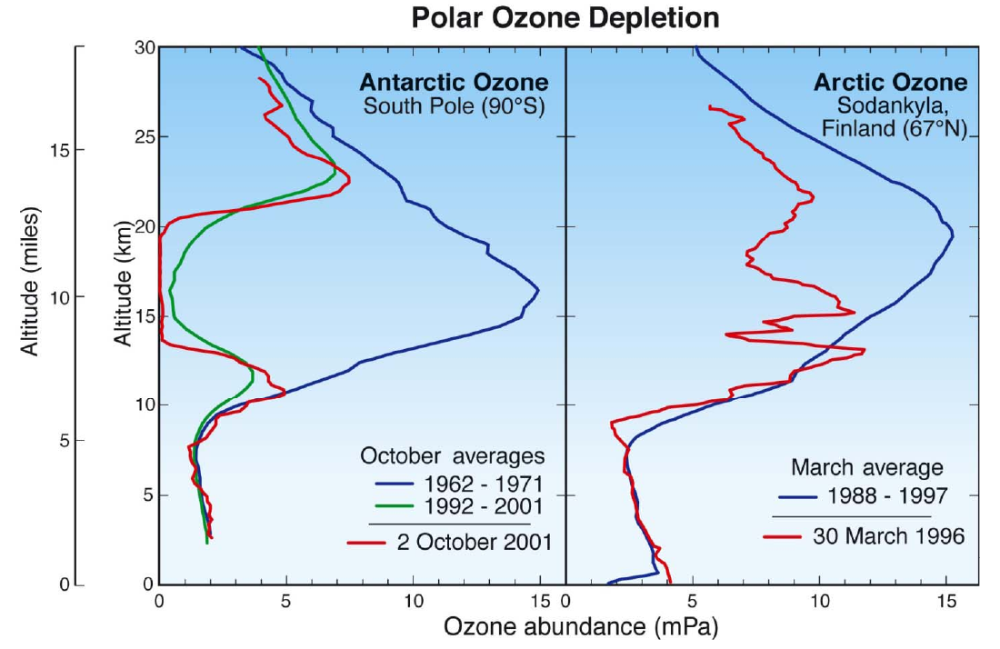 Polar Ozone Depletion
Antarctic Ozone
South Pole (90°S)
Arctic Ozone
Sodankyla,
Finland (67°N)
Altitude (miles)
15
10
5
0
Altitude (km)
30
25
20
15
10
5
0
October averages
1962 - 1971
1992 - 2001
2 October 2001
March average
1988 - 1997
30 March 1996
0 5 10 15 0 5 10 15
Ozone abundance (mPa)